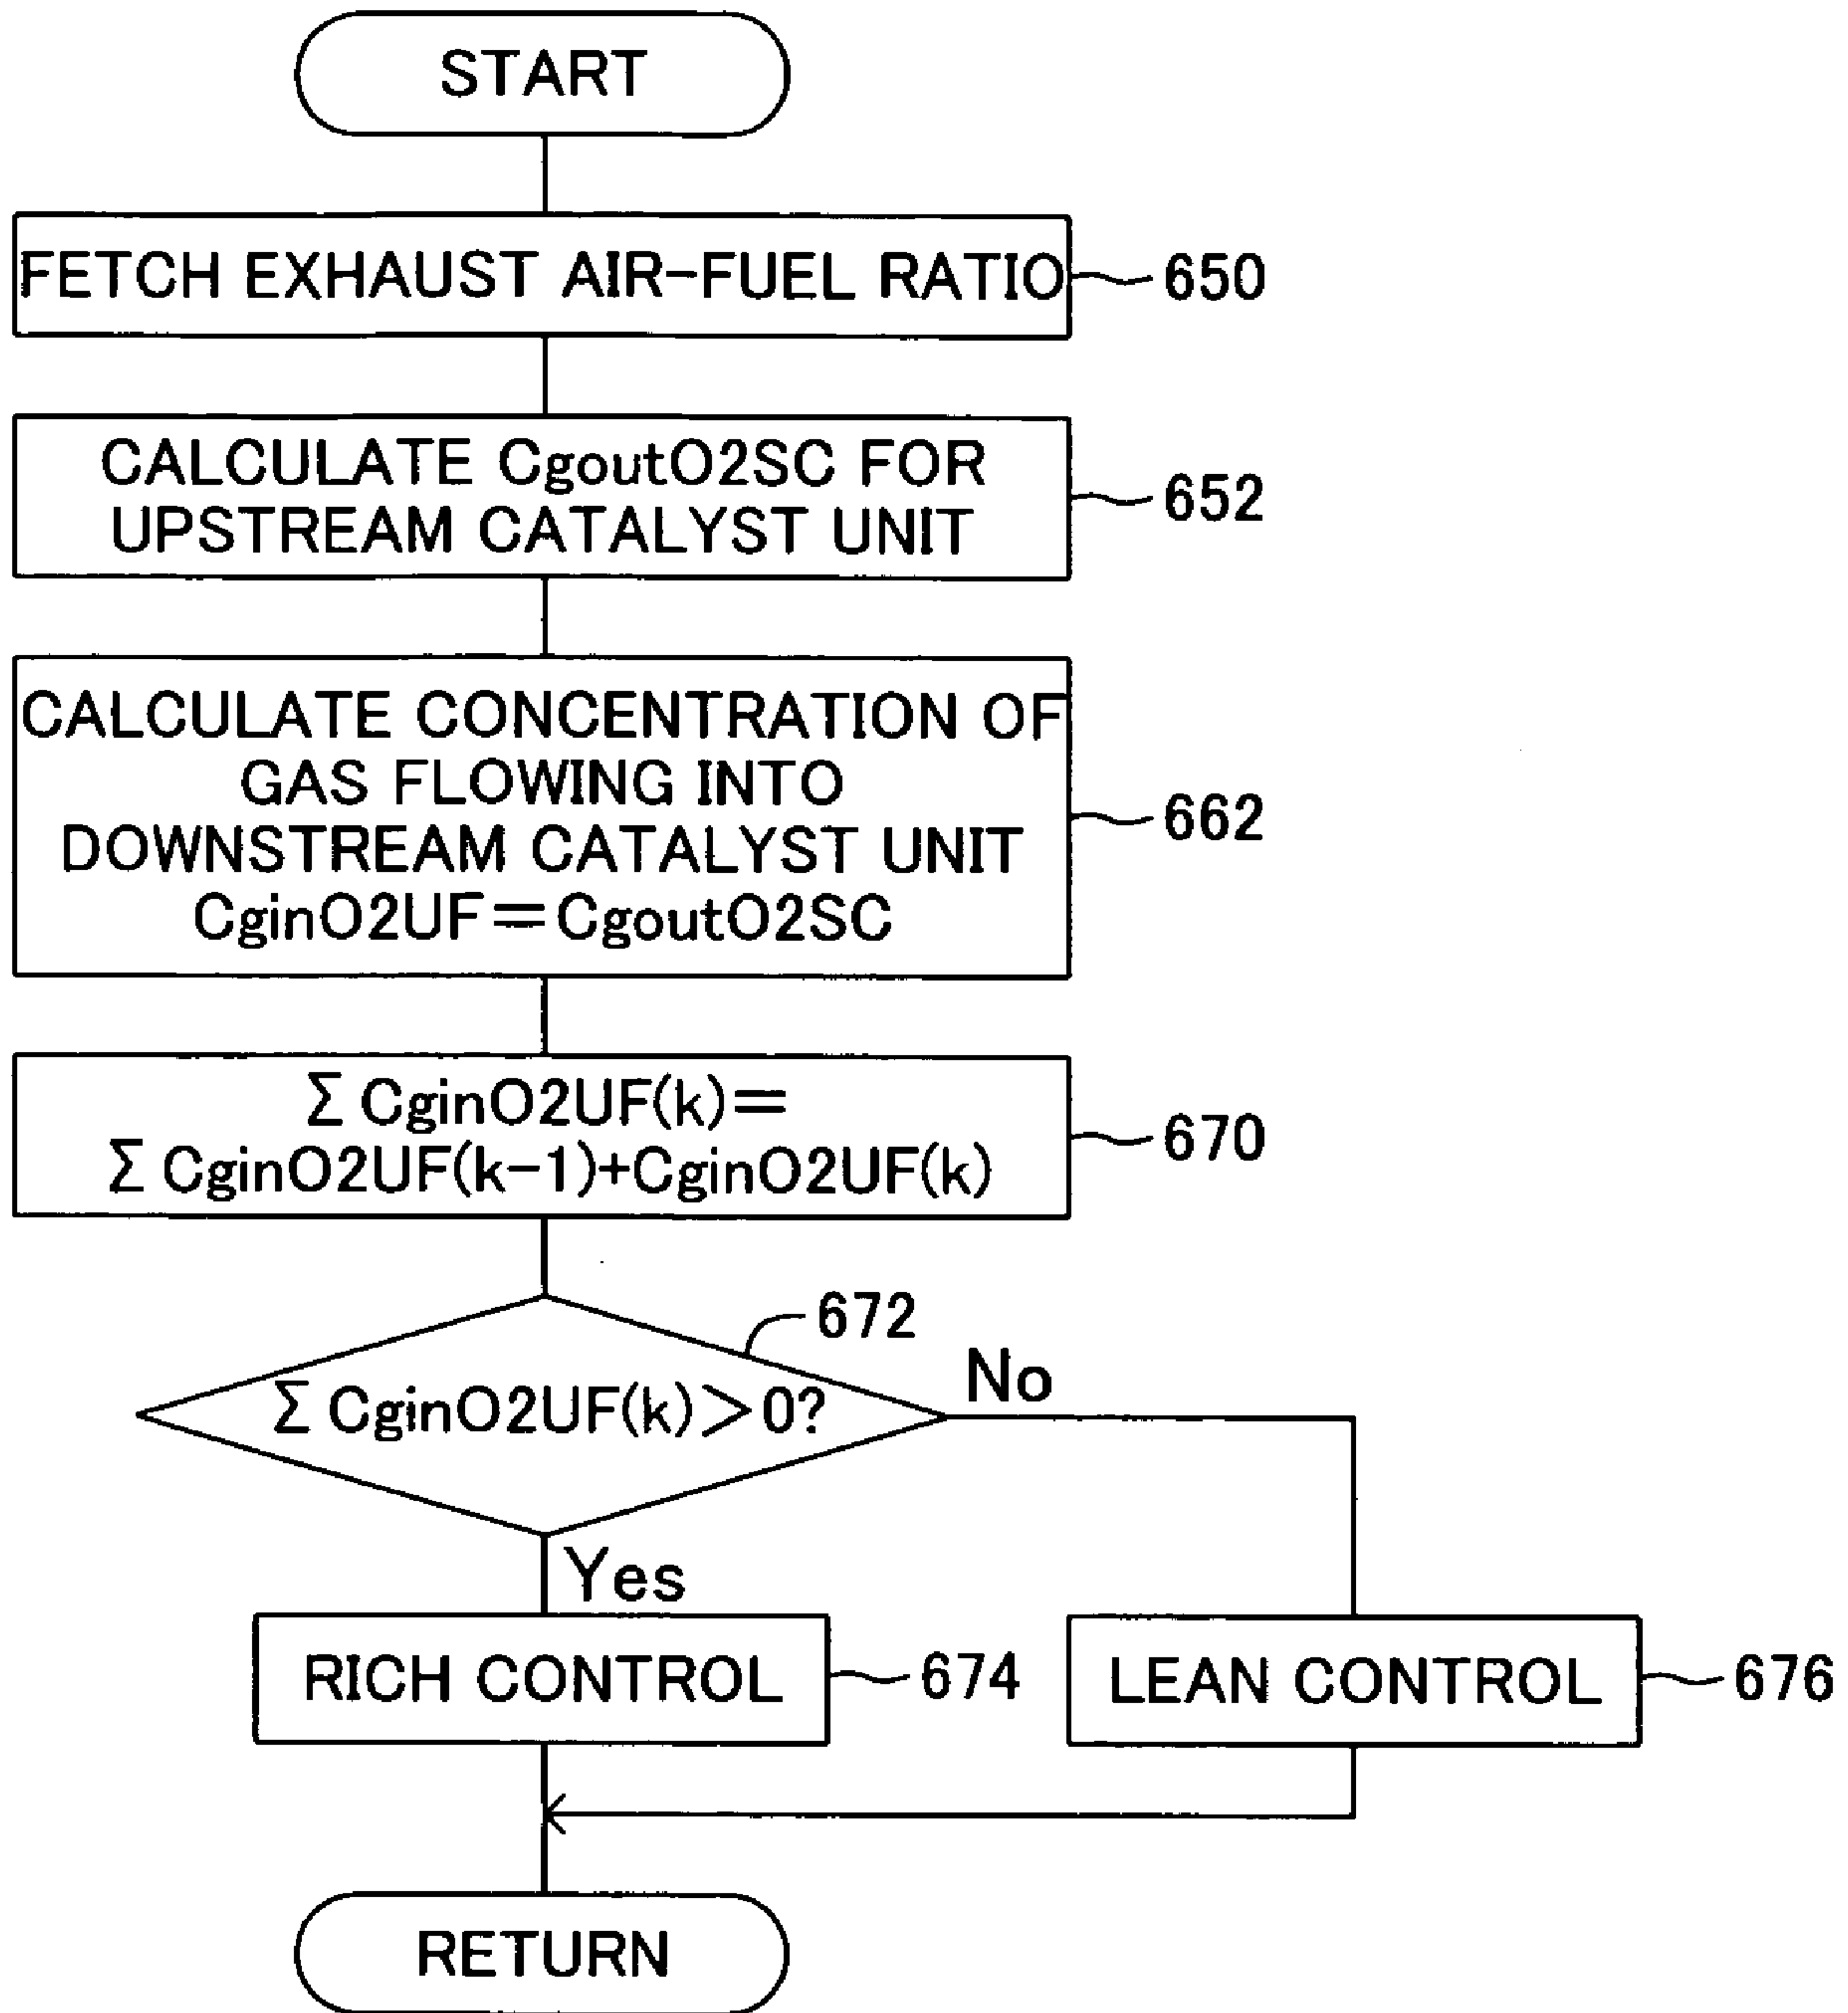 START
FETCH EXHAUST AIR-FUEL RATIO
650
CALCULATE CgoutO2SC FOR
UPSTREAM CATALYST UNIT
652
CALCULATE CONCENTRATION OF
GAS FLOWING INTO
DOWNSTREAM CATALYST UNIT
CginO2UF=CgoutO2SC
662
Σ CginO2UF(k)=
Σ CginO2UF(k-1)+CginO2UF(k)
670
672
Σ CginO2UF(k)>0?
No
Yes
RICH CONTROL
674
LEAN CONTROL
676
RETURN